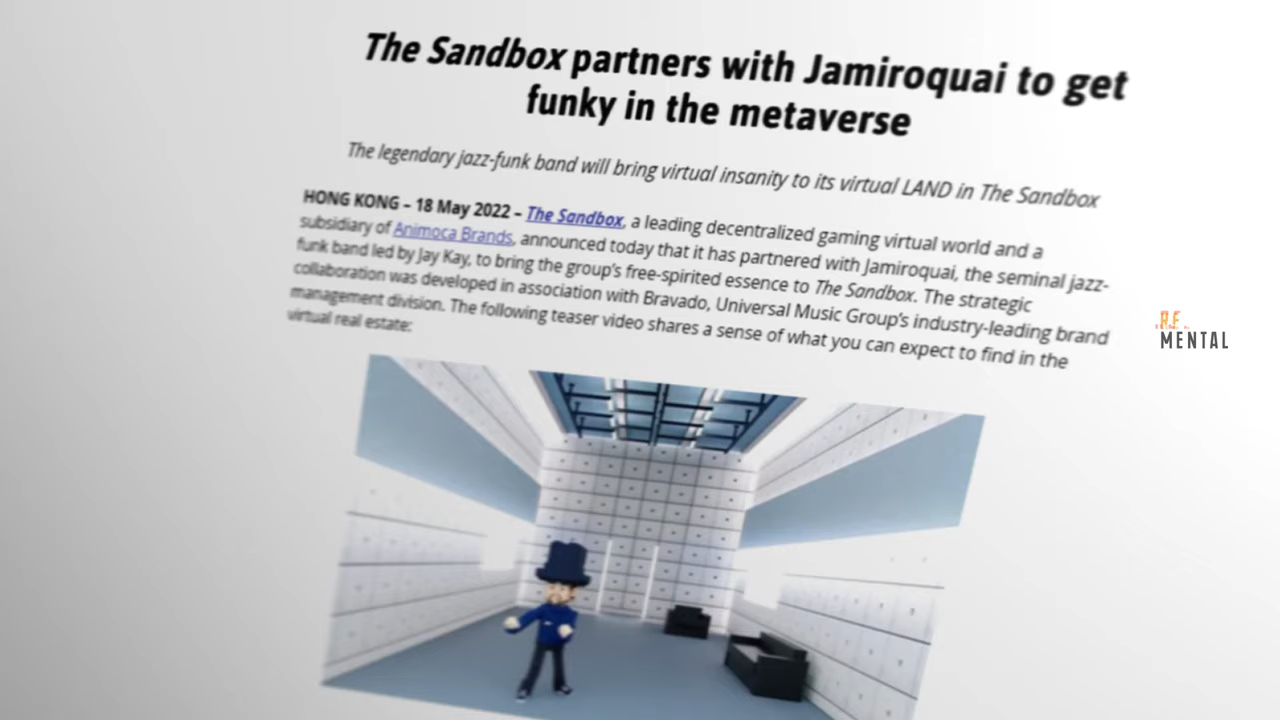 The Sandbox partners with Jamiroquai to get
funky in the metaverse
The legendary jazz-funk band will bring virtual insanity to its virtual LAND in The Sandbox
HONG KONG – 18 May 2022 – The Sandbox, a leading decentralized gaming virtual world and a
subsidiary of Animoca Brands, announced today that it has partnered with Jamiroquai, the seminal jazz-
funk band led by Jay Kay, to bring the group's free-spirited essence to The Sandbox. The strategic
collaboration was developed in association with Bravado, Universal Music Group's industry-leading brand
management division. The following teaser video shares a sense of what you can expect to find in the
virtual real estate:
MENTAL